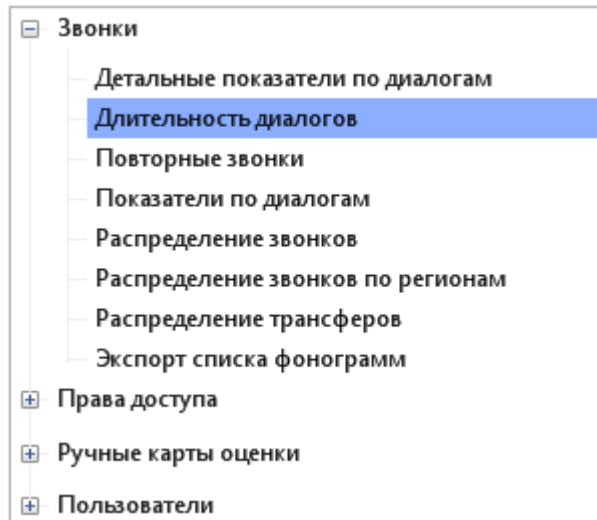 Звонки
Детальные показатели по диалогам
Длительность диалогов
Повторные звонки
Показатели по диалогам
Распределение звонков
Распределение звонков по регионам
Распределение трансферов
Экспорт списка фонограмм
Права доступа
Ручные карты оценки
Пользователи